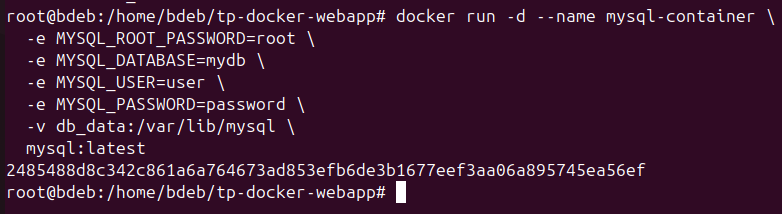 root@bdeb:/home/bdeb/tp-docker-webapp# docker run -d --name mysql-container \
  -e MYSQL_ROOT_PASSWORD=root \
  -e MYSQL_DATABASE=mydb \
  -e MYSQL_USER=user \
  -e MYSQL_PASSWORD=password \
  -v db_data:/var/lib/mysql \
  mysql:latest
2485488d8c342c861a6a764673ad853efb6de3b1677eef3aa06a895745ea56ef
root@bdeb:/home/bdeb/tp-docker-webapp#